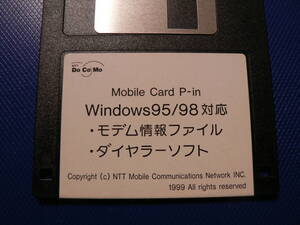 NTT
DoCoMo
Mobile Card P-in
Windows95/98 対応
・モデム情報ファイル
・ダイヤラーソフト
Copyright (c) NTT Mobile Communications Network INC.
1999 All rights reserved